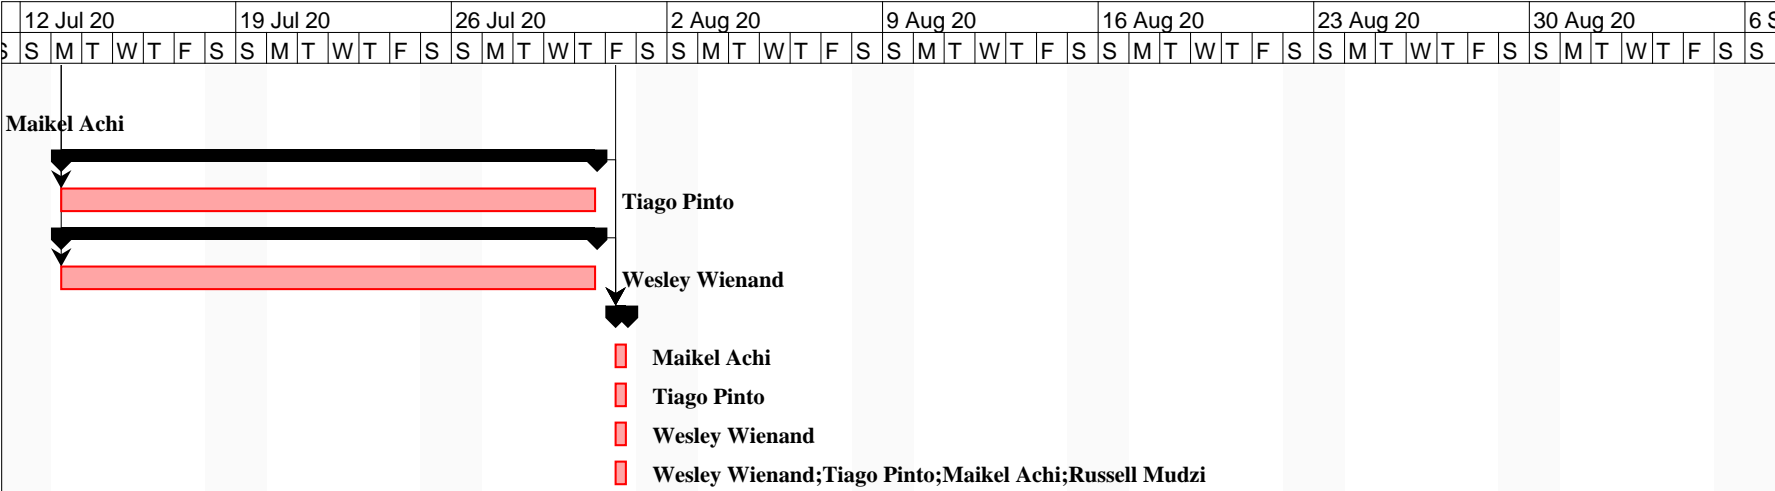 12 Jul 20 19 Jul 20 26 Jul 20 2 Aug 20 9 Aug 20 16 Aug 20 23 Aug 20 30 Aug 20 6 S
S S M T W T F S S M T W T F S S M T W T F S S M T W T F S S M T W T F S S M T W T F S S M T W T F S S M T W T F S S
Maikel Achi
Tiago Pinto
Wesley Wienand
Maikel Achi
Tiago Pinto
Wesley Wienand
Wesley Wienand;Tiago Pinto;Maikel Achi;Russell Mudzi